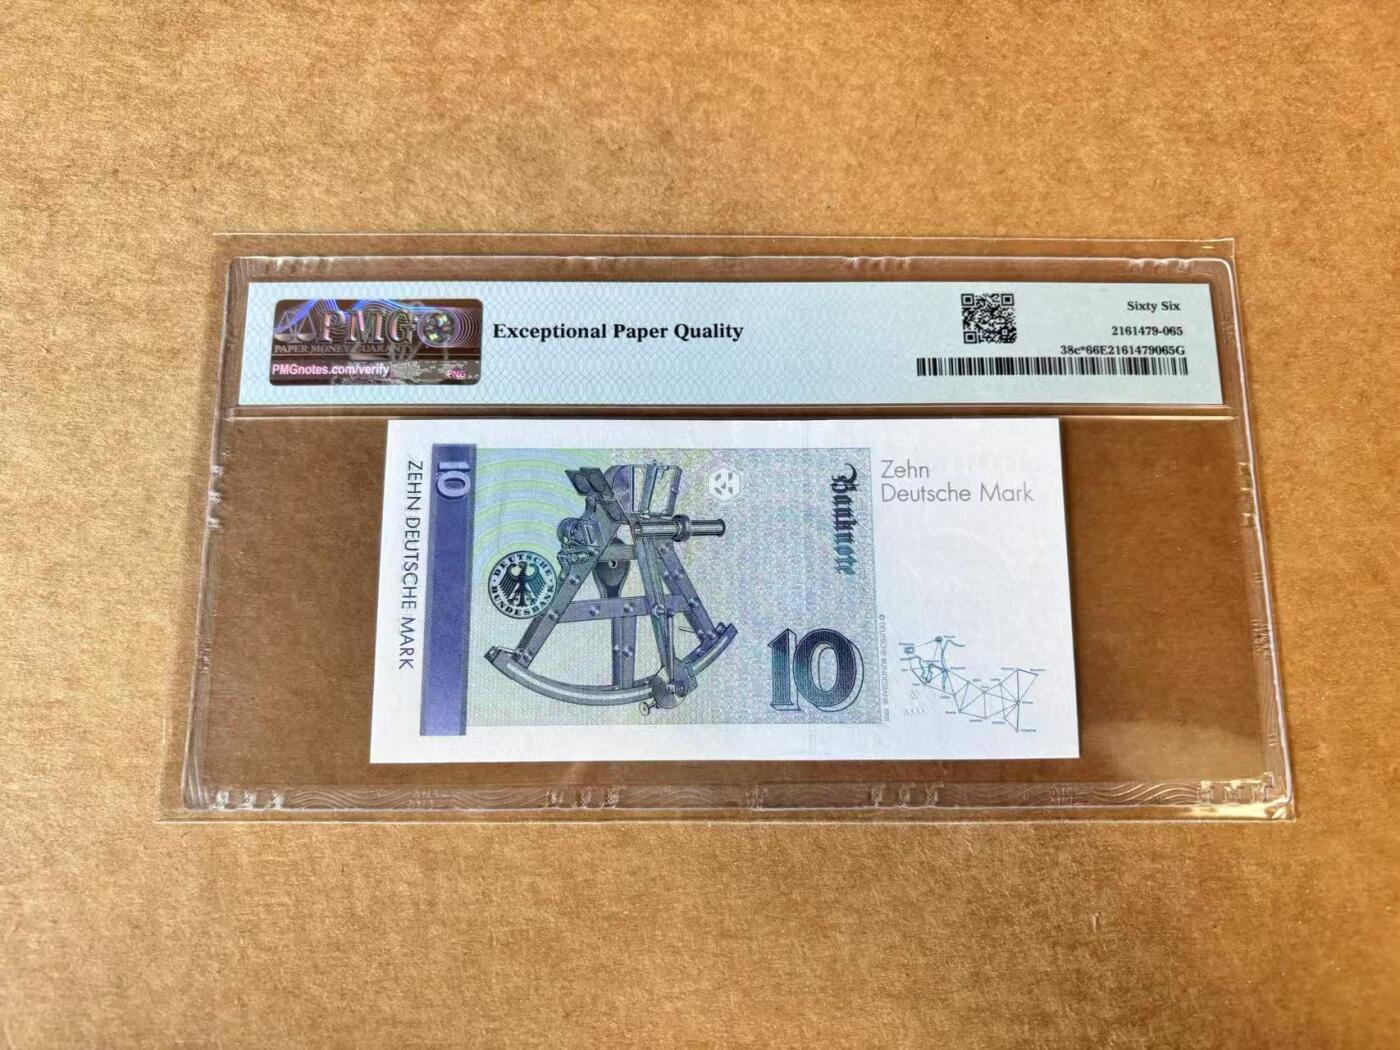 PMG
PAPER MONEY GUARANTY
PMGnotes.com/verify
PNG
Exceptional Paper Quality
Sixty Six
2161479-065
38c*66E2161479065G
10
ZEHN DEUTSCHE MARK
DEUTSCHE
BUNDESBANK
Banknote
10
Zehn
Deutsche Mark